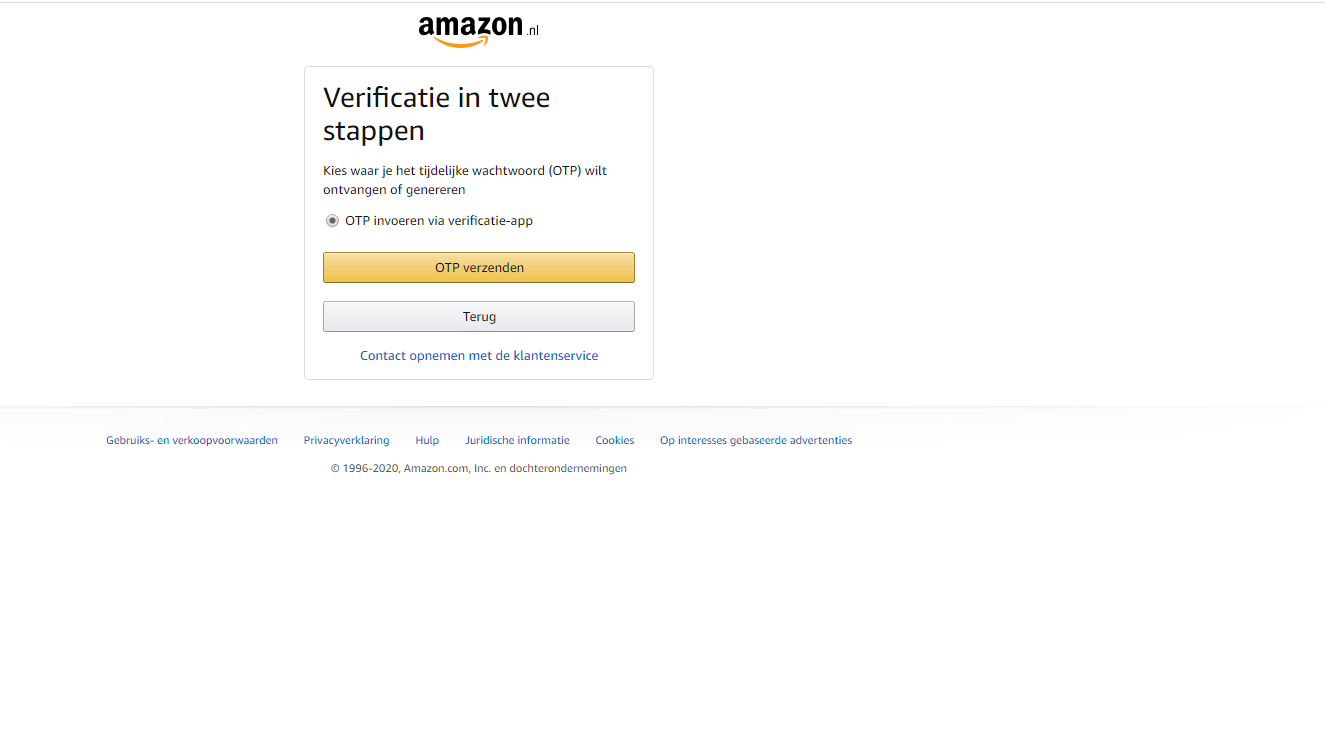 amazon.nl
Verificatie in twee
stappen
Kies waar je het tijdelijke wachtwoord (OTP) wilt
ontvangen of genereren
OTP invoeren via verificatie-app
OTP verzenden
Terug
Contact opnemen met de klantenservice
Gebruiks- en verkoopvoorwaarden Privacyverklaring Hulp Juridische informatie Cookies Op interesses gebaseerde advertenties
© 1996-2020, Amazon.com, Inc. en dochterondernemingen